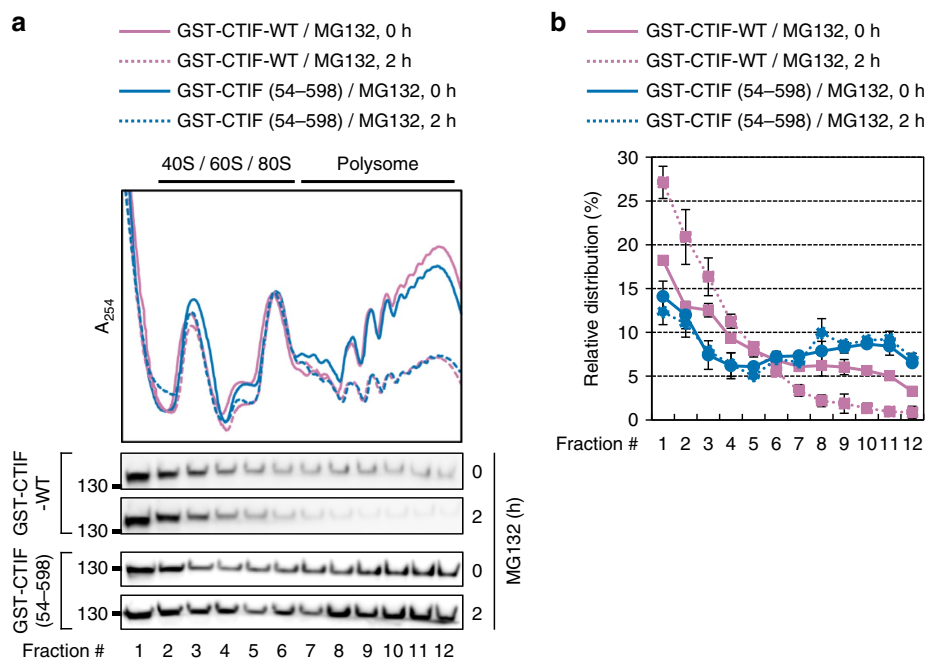 a
GST-CTIF-WT / MG132, 0 h
GST-CTIF-WT / MG132, 2 h
GST-CTIF (54–598) / MG132, 0 h
GST-CTIF (54–598) / MG132, 2 h
40S / 60S / 80S
Polysome
A254
GST-CTIF
-WT
130
0
130
2
GST-CTIF
(54–598)
130
0
130
2
MG132 (h)
Fraction # 1 2 3 4 5 6 7 8 9 10 11 12
b
GST-CTIF-WT / MG132, 0 h
GST-CTIF-WT / MG132, 2 h
GST-CTIF (54–598) / MG132, 0 h
GST-CTIF (54–598) / MG132, 2 h
Relative distribution (%)
30
25
20
15
10
5
0
Fraction # 1 2 3 4 5 6 7 8 9 10 11 12